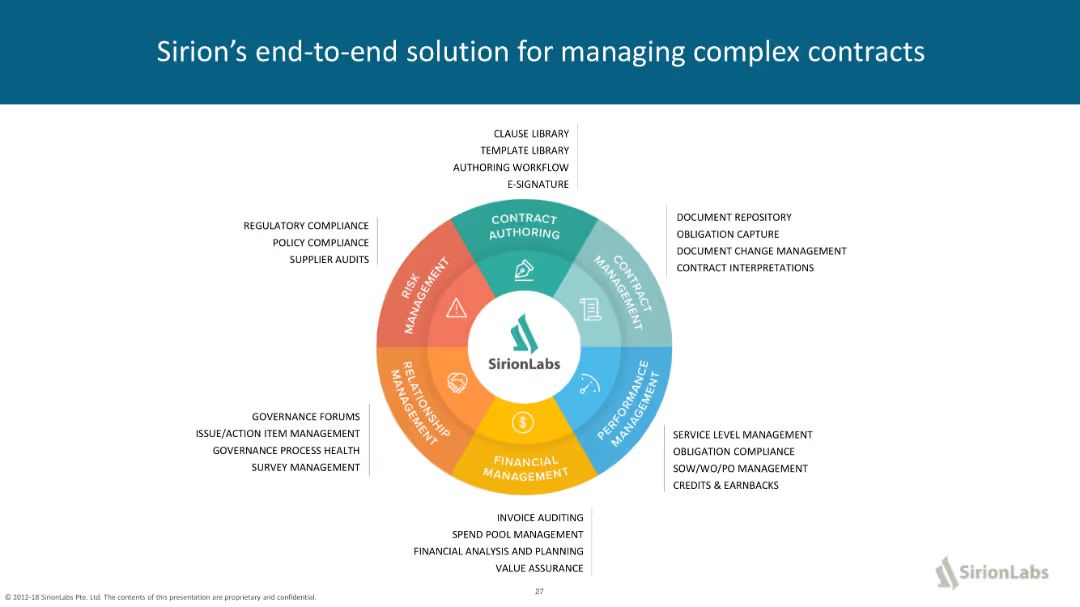 Sirion's end-to-end solution for managing complex contracts
CLAUSE LIBRARY
TEMPLATE LIBRARY
AUTHORING WORKFLOW
E-SIGNATURE
CONTRACT
AUTHORING
DOCUMENT REPOSITORY
OBLIGATION CAPTURE
DOCUMENT CHANGE MANAGEMENT
CONTRACT INTERPRETATIONS
CONTRACT
MANAGEMENT
REGULATORY COMPLIANCE
POLICY COMPLIANCE
SUPPLIER AUDITS
RISK
MANAGEMENT
SirionLabs
RELATIONSHIP
MANAGEMENT
GOVERNANCE FORUMS
ISSUE/ACTION ITEM MANAGEMENT
GOVERNANCE PROCESS HEALTH
SURVEY MANAGEMENT
PERFORMANCE
MANAGEMENT
SERVICE LEVEL MANAGEMENT
OBLIGATION COMPLIANCE
SOW/WO/PO MANAGEMENT
CREDITS & EARNBACKS
$
FINANCIAL
MANAGEMENT
INVOICE AUDITING
SPEND POOL MANAGEMENT
FINANCIAL ANALYSIS AND PLANNING
VALUE ASSURANCE
SirionLabs
© 2012-18 SirionLabs Pte. Ltd. The contents of this presentation are proprietary and confidential.
27